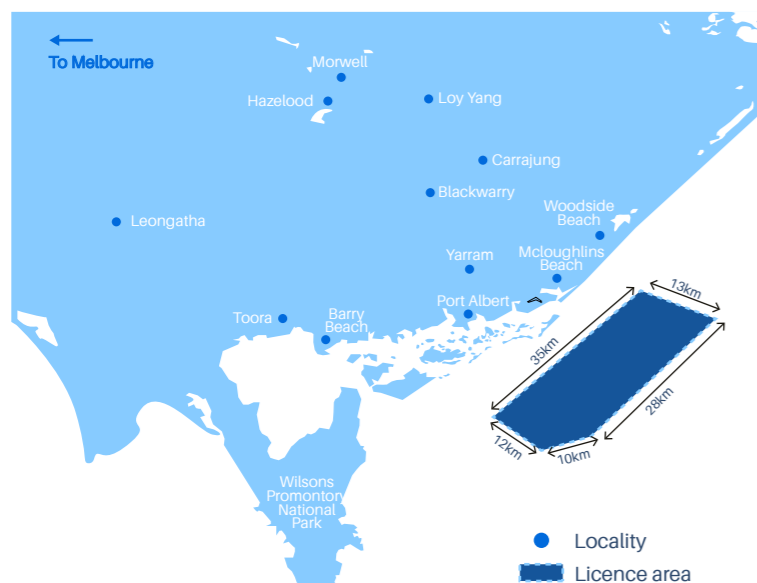 To Melbourne
Morwell
Hazelood
Loy Yang
Carrajung
Blackwarry
Leongatha
Woodside
Beach
Yarram
Mcloughlins
Beach
13km
Port Albert
Toora
Barry
Beach
35km
28km
12km
10km
Wilsons
Promontory
National
Park
Locality
Licence area